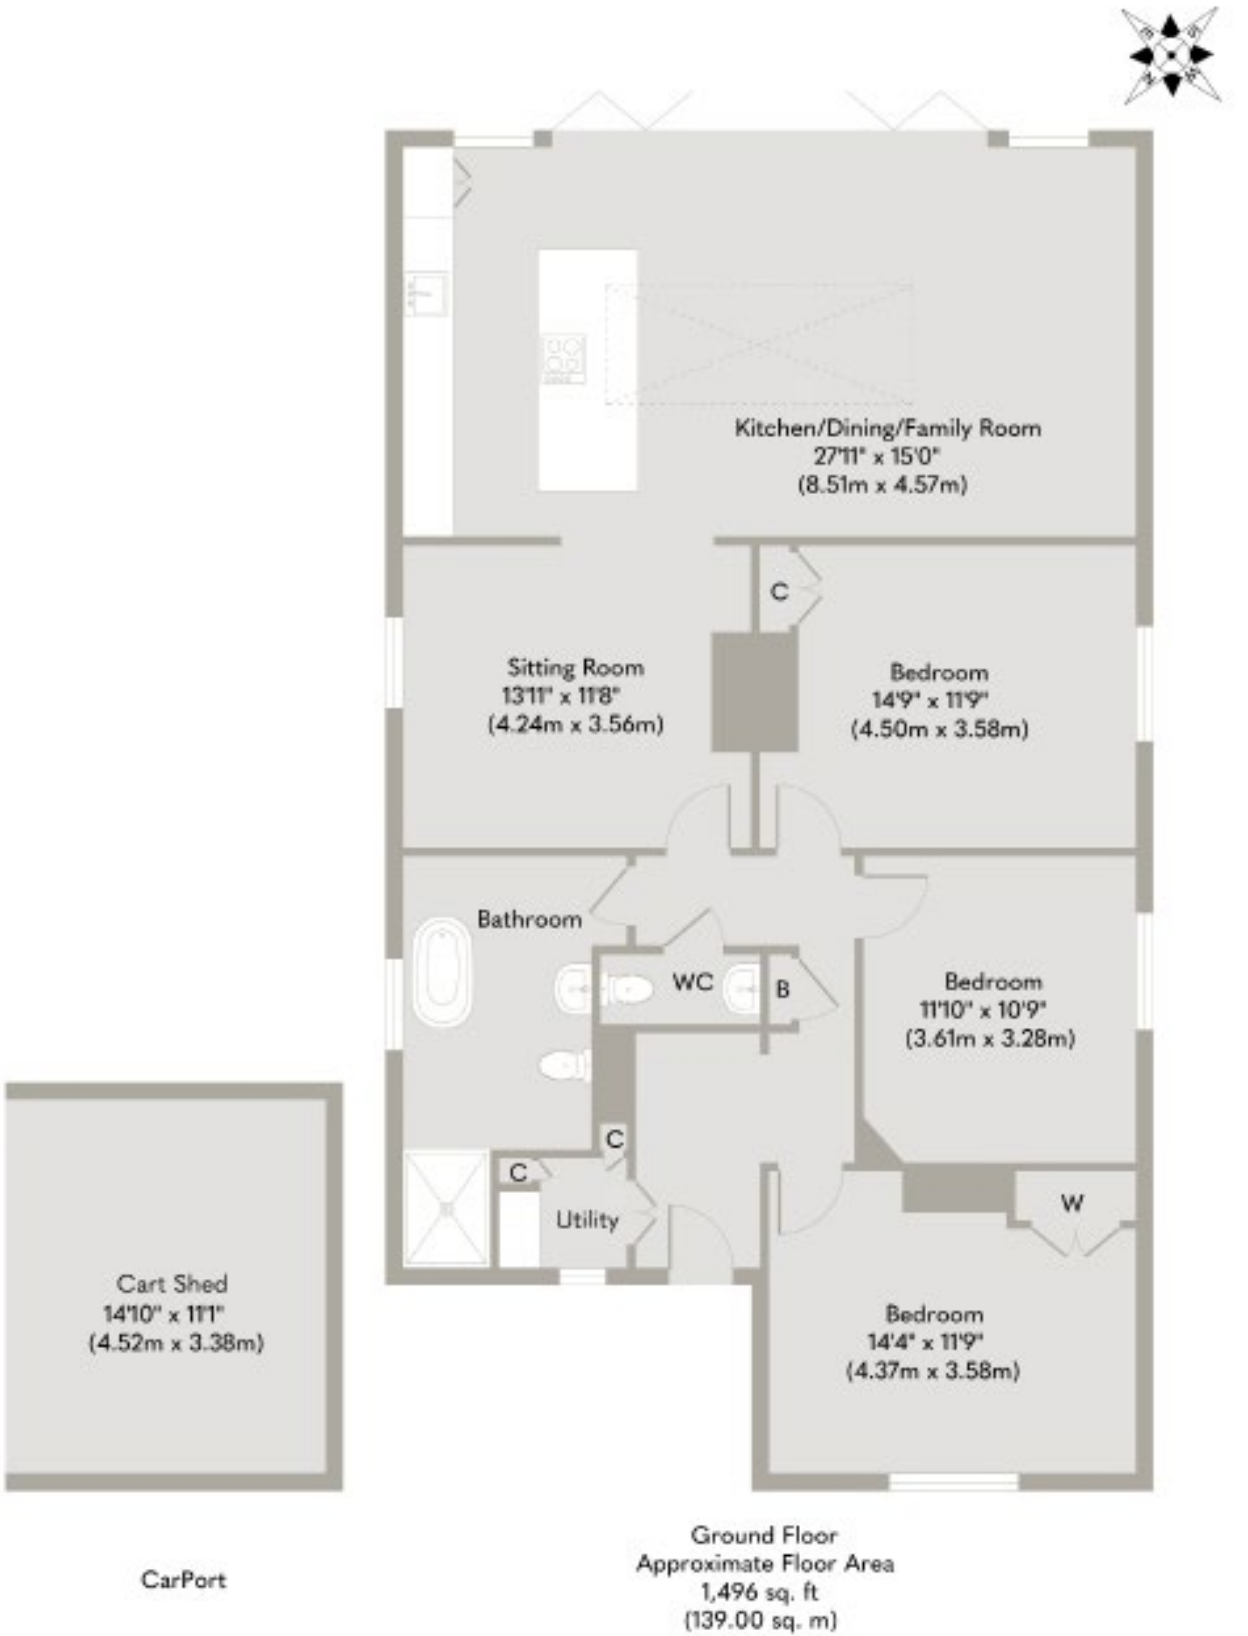 E
S
N
W
Kitchen/Dining/Family Room
27'11" x 15'0"
(8.51m x 4.57m)
C
Sitting Room
13'11" x 11'8"
(4.24m x 3.56m)
Bedroom
14'9" x 11'9"
(4.50m x 3.58m)
Bathroom
WC
B
Bedroom
11'10" x 10'9"
(3.61m x 3.28m)
C
C
Utility
W
Cart Shed
14'10" x 11'1"
(4.52m x 3.38m)
Bedroom
14'4" x 11'9"
(4.37m x 3.58m)
CarPort
Ground Floor
Approximate Floor Area
1,496 sq. ft
(139.00 sq. m)